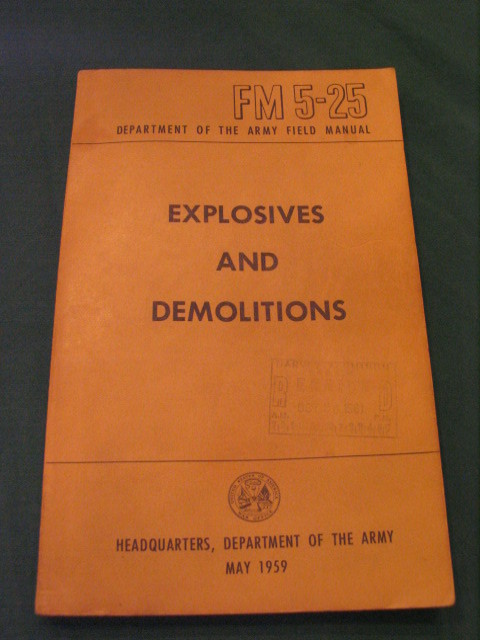 FM 5-25
DEPARTMENT OF THE ARMY FIELD MANUAL
EXPLOSIVES
AND
DEMOLITIONS
HEADQUARTERS, DEPARTMENT OF THE ARMY
MAY 1959